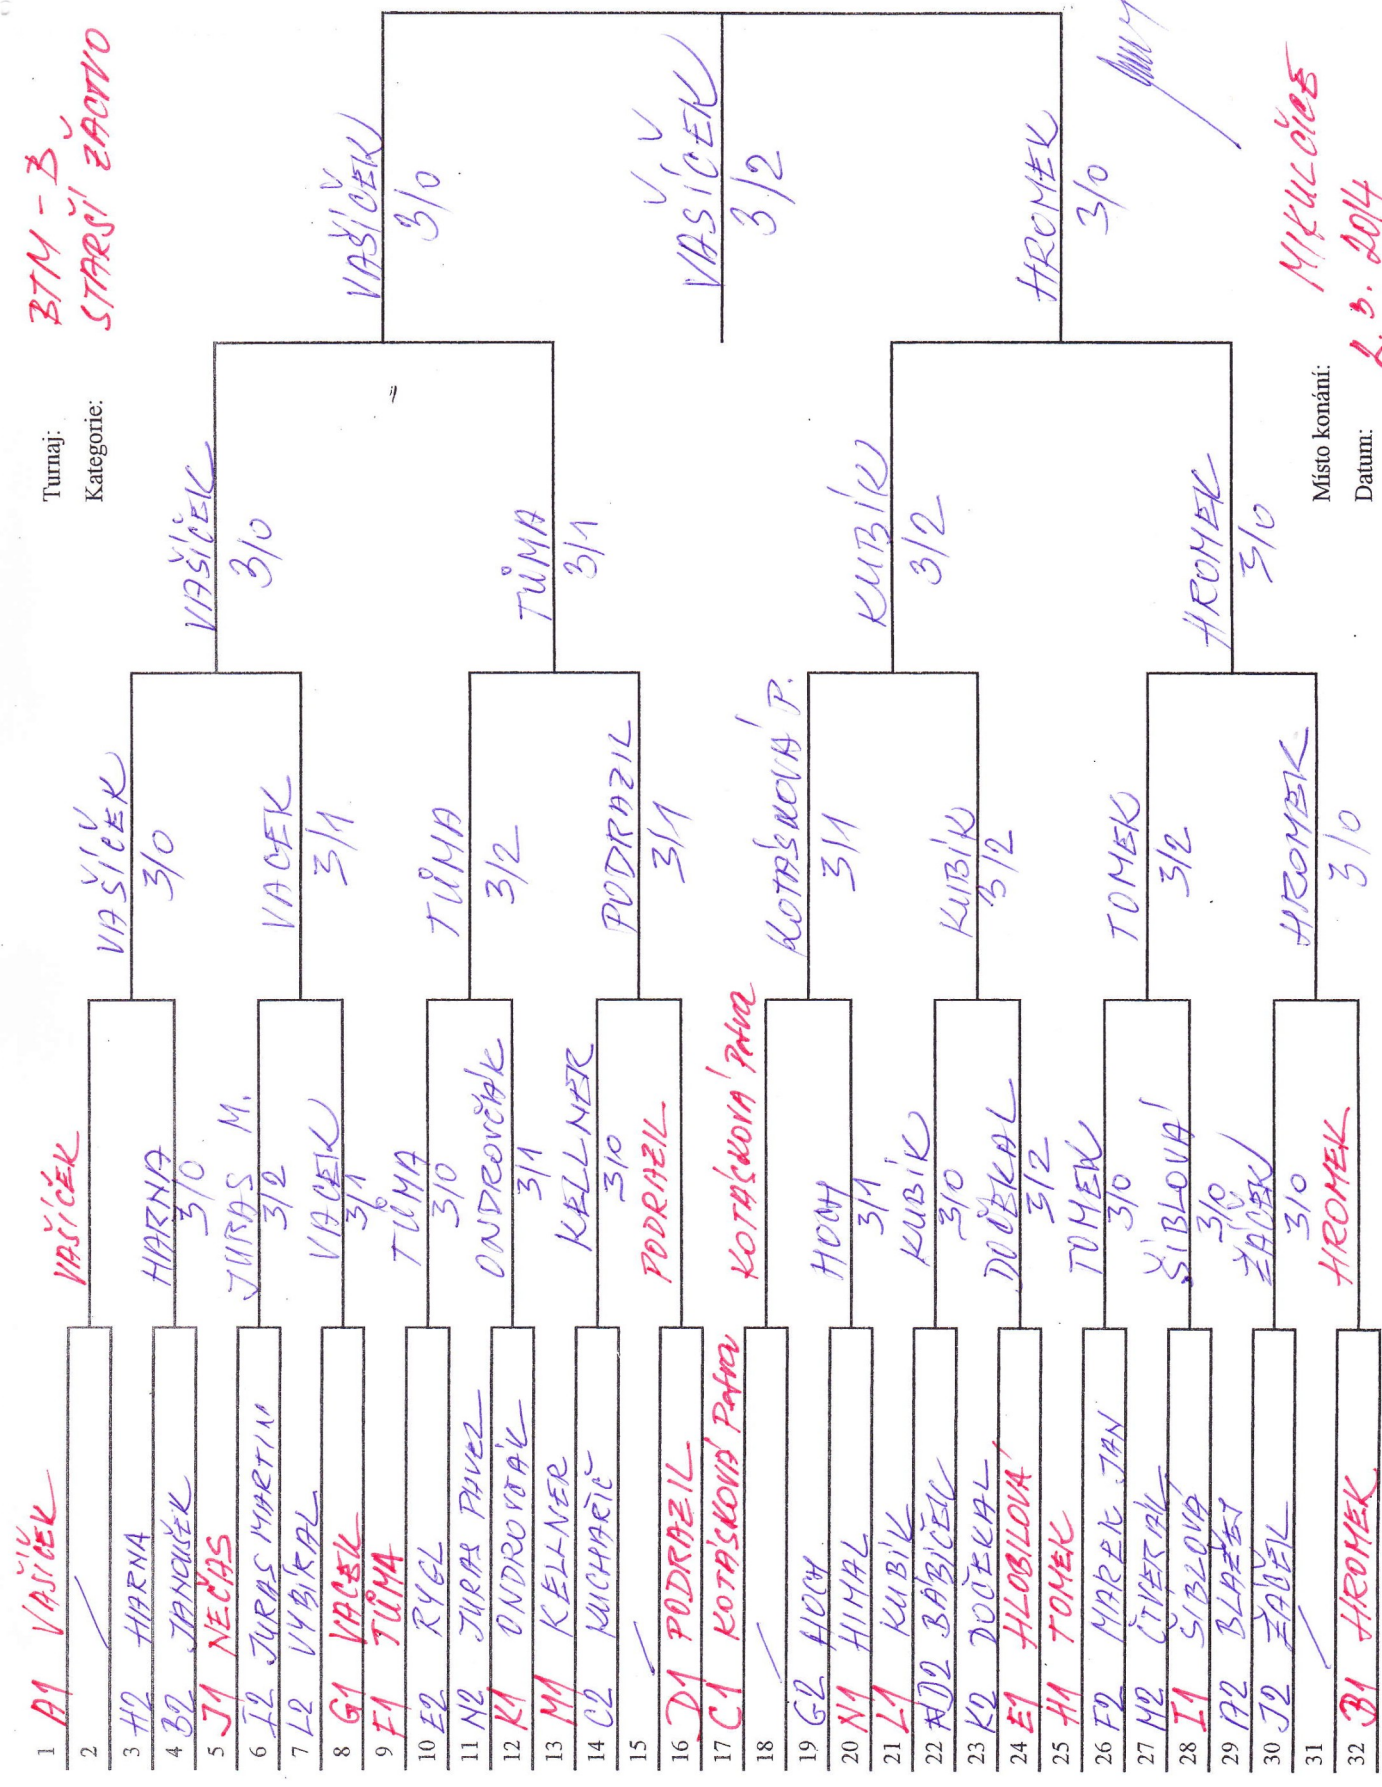 Turnaj: BTM - B
Kategorie: STARŠÍ ŽACTVO
1 A1 VAŠÍČEK
2
3 H2 HARNA
4 B2 JANOUŠEK
5 J1 NEČAS
6 I2 JURAS MARTIN
7 L2 VYBÍRAL
8 G1 VACEK
9 F1 TŮMA
10 E2 RYGL
11 N2 JURAS PAVEL
12 K1 ONDROVČÁK
13 M1 KELLNER
14 C2 KUCHAŘIČ
15
16 D1 PODRAZIL
17 C1 KOTÁSKOVÁ Petra
18
19 G2 HOCH
20 N1 HIMAL
21 L1 KUBÍK
22 D2 BABIČEK
23 K2 DOČEKAL
24 E1 HLOBILOVÁ
25 H1 TOMEK
26 F2 MAREK JAN
27 M2 ČTVERÁK
28 I1 ŠIBLOVÁ
29 A2 BLAŽEJ
30 J2 ŽÁČEK
31
32 B1 HROMEK
VAŠÍČEK
HARNA
3/0
JURAS M.
3/2
VACEK
3/1
TŮMA
3/0
ONDROVČÁK
3/1
KELLNER
3/0
PODRAZIL
KOTÁSKOVÁ Petra
HOCH
3/1
KUBÍK
3/0
DOČEKAL
3/2
TOMEK
3/0
ŠIBLOVÁ
3/0
ŽÁČEK
3/0
HROMEK
VAŠÍČEK
3/0
VACEK
3/1
TŮMA
3/2
PODRAZIL
3/1
KOTÁSKOVÁ P.
3/1
KUBÍK
3/2
TOMEK
3/2
HROMEK
3/0
VAŠÍČEK
3/0
TŮMA
3/1
KUBÍK
3/2
HROMEK
3/0
VAŠÍČEK
3/0
HROMEK
3/0
VAŠÍČEK
3/2
Místo konání: MIKULČICE
Datum: 2. 3. 2014